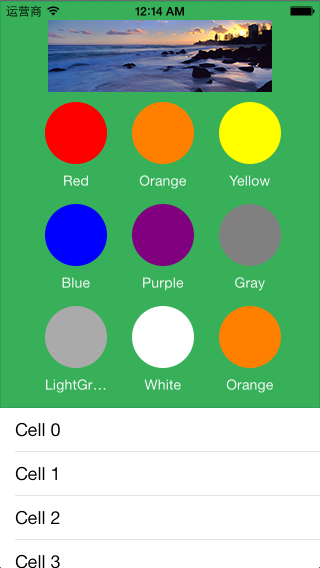 运营商 12:14 AM
Red Orange Yellow
Blue Purple Gray
LightGr... White Orange
Cell 0
Cell 1
Cell 2
Cell 3